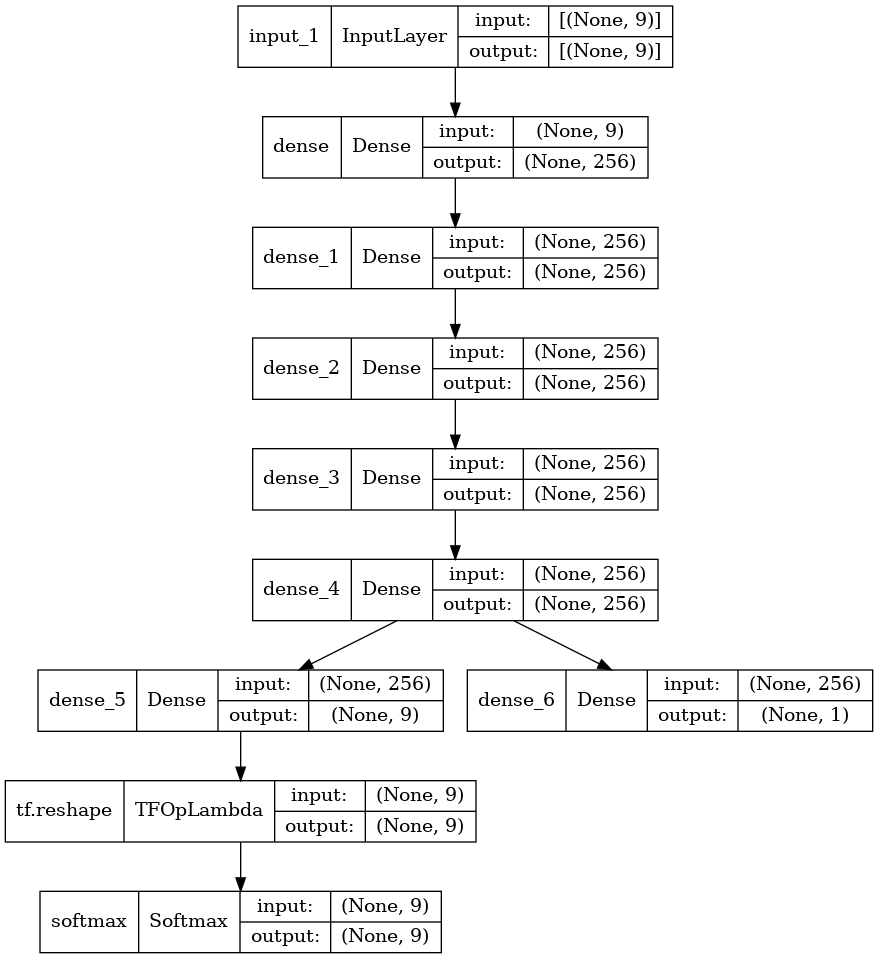 input_1 InputLayer input: [(None, 9)]
output: [(None, 9)]
dense Dense input: (None, 9)
output: (None, 256)
dense_1 Dense input: (None, 256)
output: (None, 256)
dense_2 Dense input: (None, 256)
output: (None, 256)
dense_3 Dense input: (None, 256)
output: (None, 256)
dense_4 Dense input: (None, 256)
output: (None, 256)
dense_5 Dense input: (None, 256)
output: (None, 9)
dense_6 Dense input: (None, 256)
output: (None, 1)
tf.reshape TFOpLambda input: (None, 9)
output: (None, 9)
softmax Softmax input: (None, 9)
output: (None, 9)